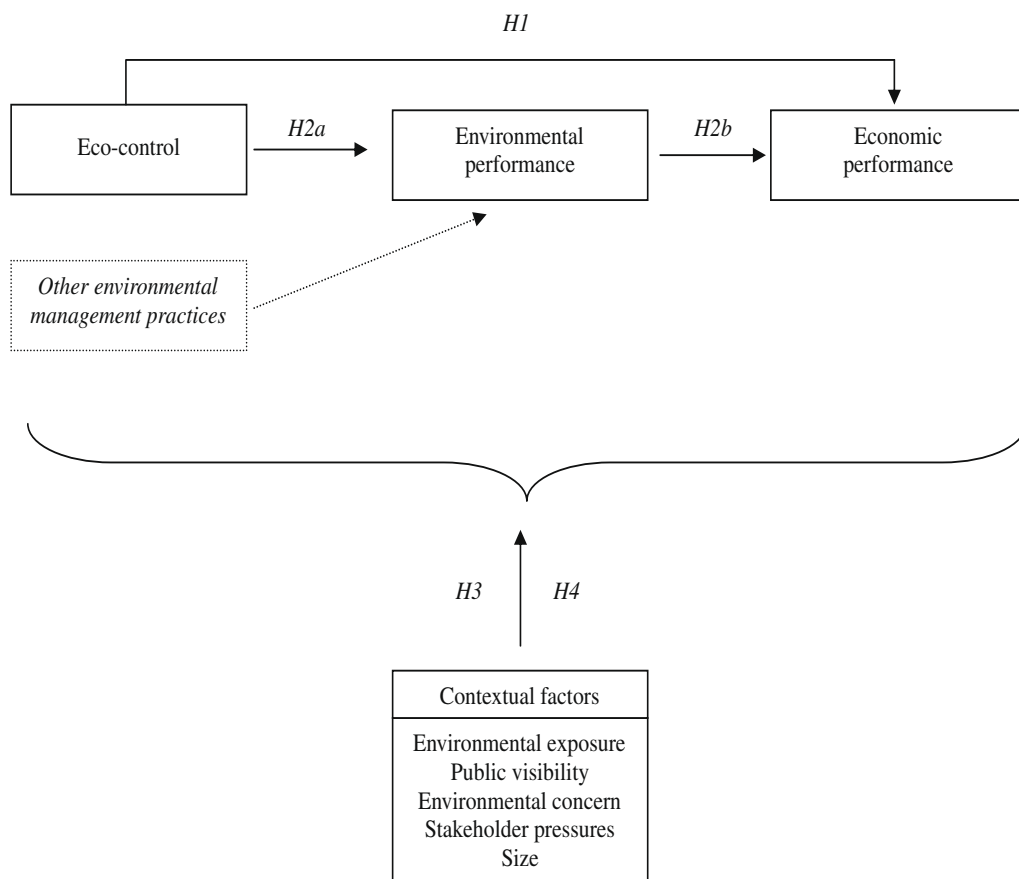 H1
Eco-control
H2a
Environmental
performance
H2b
Economic
performance
Other environmental
management practices
H3
H4
Contextual factors
Environmental exposure
Public visibility
Environmental concern
Stakeholder pressures
Size